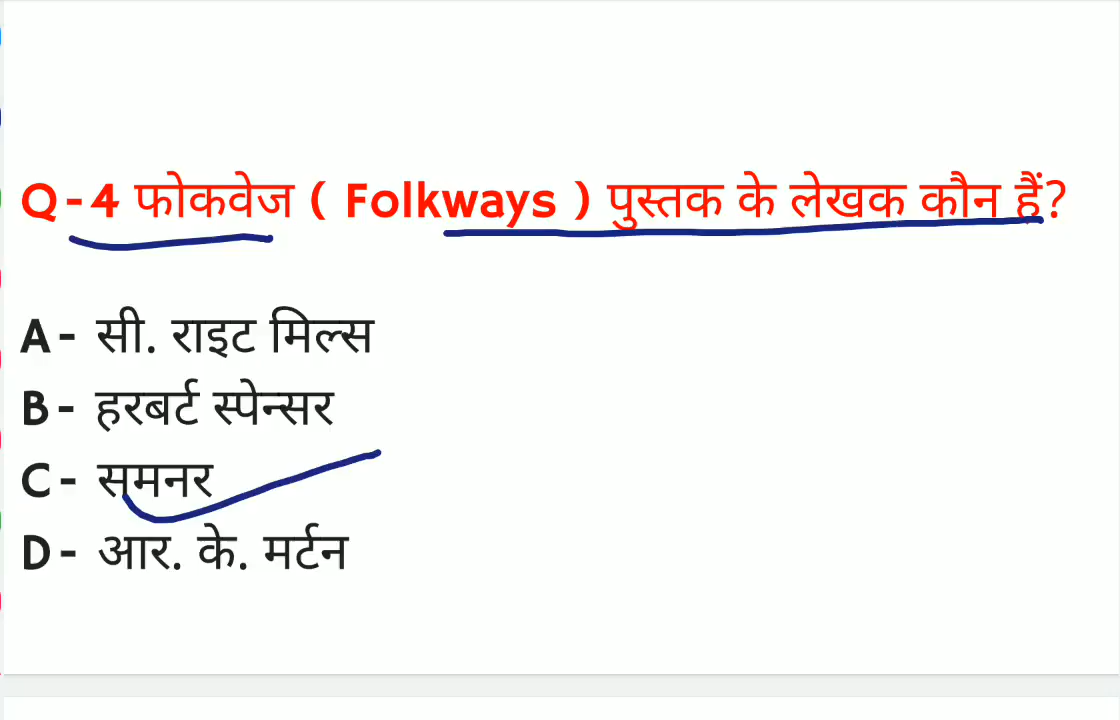 Q-4 फोकवेज ( Folkways ) पुस्तक के लेखक कौन हैं?
A- सी. राइट मिल्स
B- हरबर्ट स्पेन्सर
C- समनर
D- आर. के. मर्टन